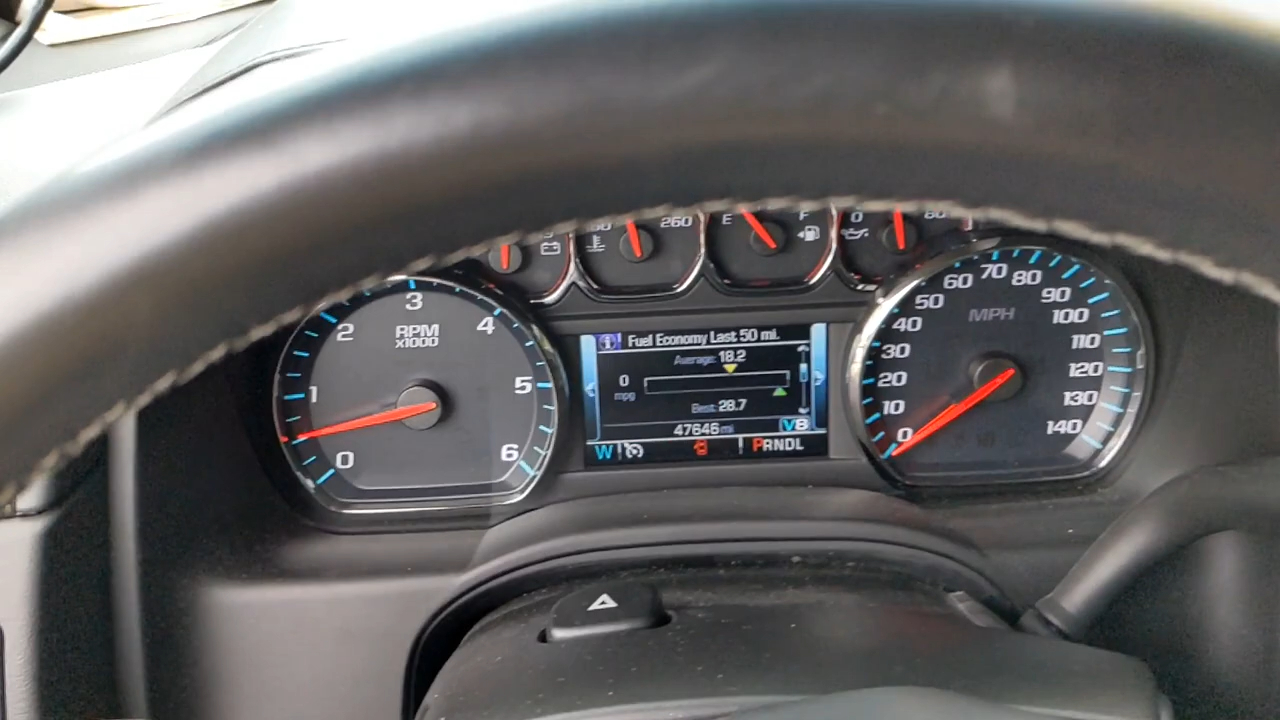 260
E
F
0
80
RPM
x1000
0
1
2
3
4
5
6
Fuel Economy Last 50 mi.
Average: 18.2
0
mpg
Best: 28.7
47646 mi
V8
W
PRNDL
MPH
0
10
20
30
40
50
60
70
80
90
100
110
120
130
140